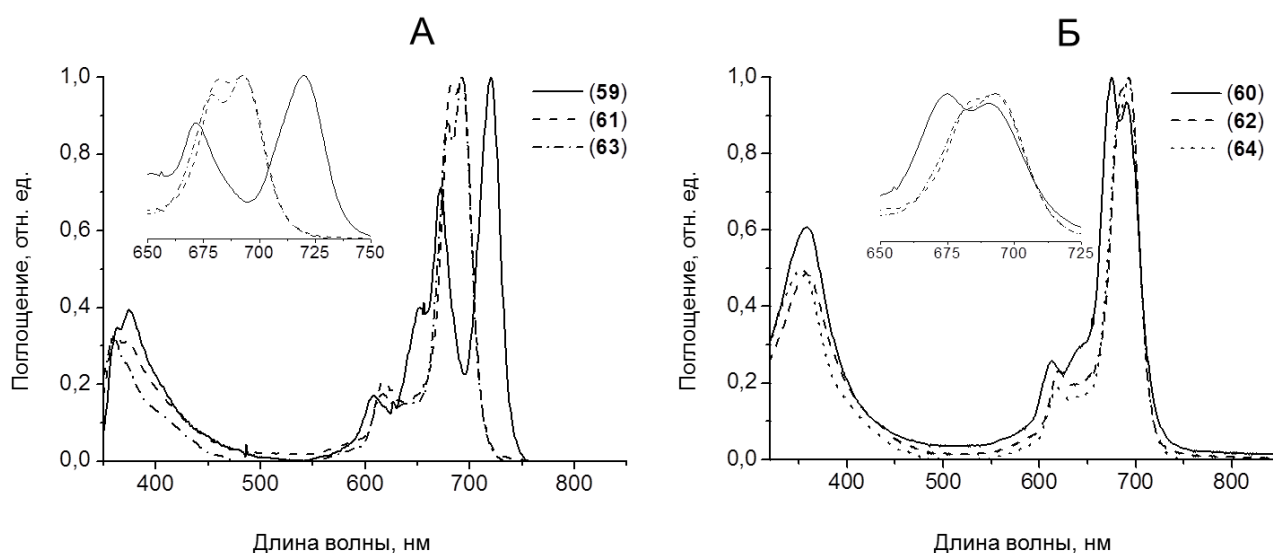 А
Поглощение, отн. ед.
1,0
0,8
0,6
0,4
0,2
0,0
400 500 600 700 800
Длина волны, нм
(59)
(61)
(63)
650 675 700 725 750
Б
Поглощение, отн. ед.
1,0
0,8
0,6
0,4
0,2
0,0
400 500 600 700 800
Длина волны, нм
(60)
(62)
(64)
650 675 700 725